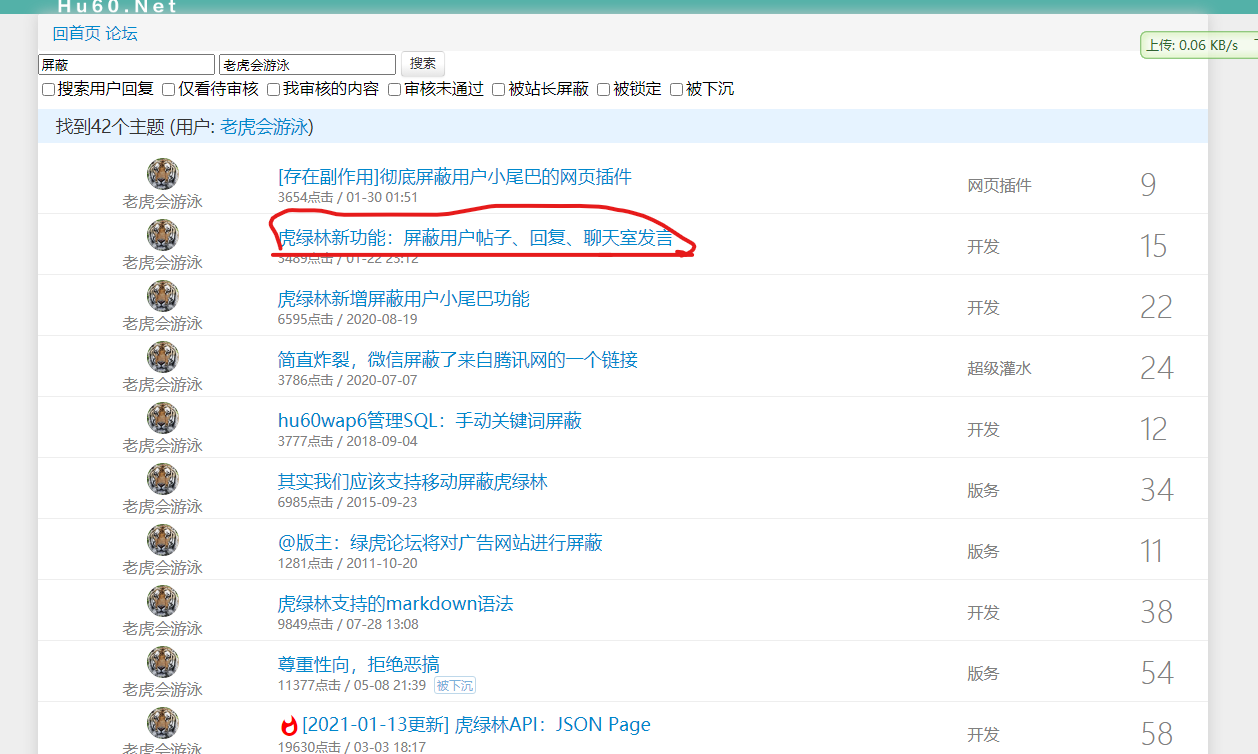 Hu60.Net
回首页 论坛
上传: 0.06 KB/s
屏蔽 老虎会游泳 搜索
搜索用户回复 仅看待审核 我审核的内容 审核未通过 被站长屏蔽 被锁定 被下沉
找到42个主题 (用户: 老虎会游泳)
[存在副作用]彻底屏蔽用户小尾巴的网页插件
3654点击 / 01-30 01:51
老虎会游泳
网页插件
9
虎绿林新功能：屏蔽用户帖子、回复、聊天室发言
3489点击 / 01-22 23:12
老虎会游泳
开发
15
虎绿林新增屏蔽用户小尾巴功能
6595点击 / 2020-08-19
老虎会游泳
开发
22
简直炸裂，微信屏蔽了来自腾讯网的一个链接
3786点击 / 2020-07-07
老虎会游泳
超级灌水
24
hu60wap6管理SQL：手动关键词屏蔽
3777点击 / 2018-09-04
老虎会游泳
开发
12
其实我们应该支持移动屏蔽虎绿林
6985点击 / 2015-09-23
老虎会游泳
版务
34
@版主：绿虎论坛将对广告网站进行屏蔽
1281点击 / 2011-10-20
老虎会游泳
版务
11
虎绿林支持的markdown语法
9849点击 / 07-28 13:08
老虎会游泳
开发
38
尊重性向，拒绝恶搞
11377点击 / 05-08 21:39 被下沉
老虎会游泳
版务
54
[2021-01-13更新] 虎绿林API：JSON Page
19630点击 / 03-03 18:17
老虎会游泳
开发
58